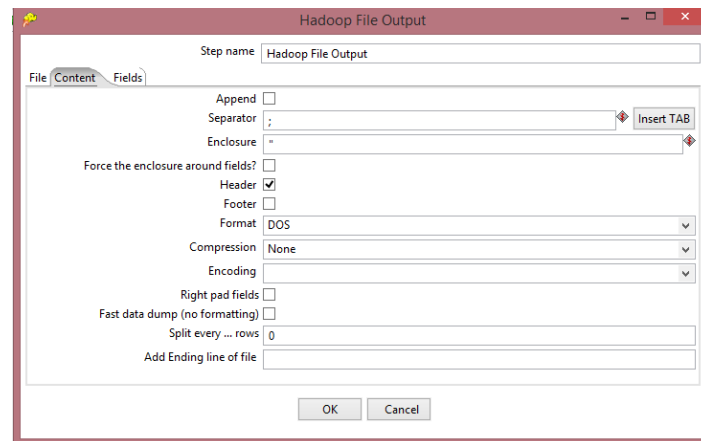 Hadoop File Output
Step name Hadoop File Output
File Content Fields
Append
Separator ; Insert TAB
Enclosure "
Force the enclosure around fields?
Header
Footer
Format DOS
Compression None
Encoding
Right pad fields
Fast data dump (no formatting)
Split every ... rows 0
Add Ending line of file
OK Cancel